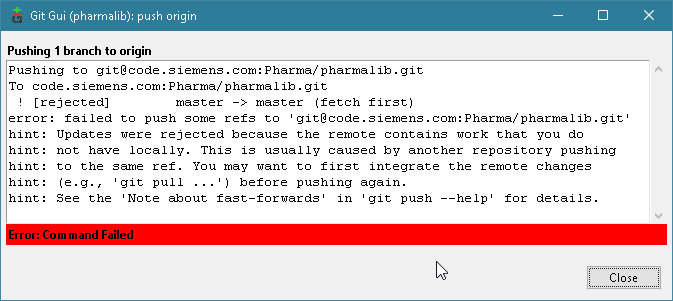 Git Gui (pharmalib): push origin
Pushing 1 branch to origin
Pushing to git@code.siemens.com:Pharma/pharmalib.git
To code.siemens.com:Pharma/pharmalib.git
 ! [rejected]        master -> master (fetch first)
error: failed to push some refs to 'git@code.siemens.com:Pharma/pharmalib.git'
hint: Updates were rejected because the remote contains work that you do
hint: not have locally. This is usually caused by another repository pushing
hint: to the same ref. You may want to first integrate the remote changes
hint: (e.g., 'git pull ...') before pushing again.
hint: See the 'Note about fast-forwards' in 'git push --help' for details.
Error: Command Failed
Close